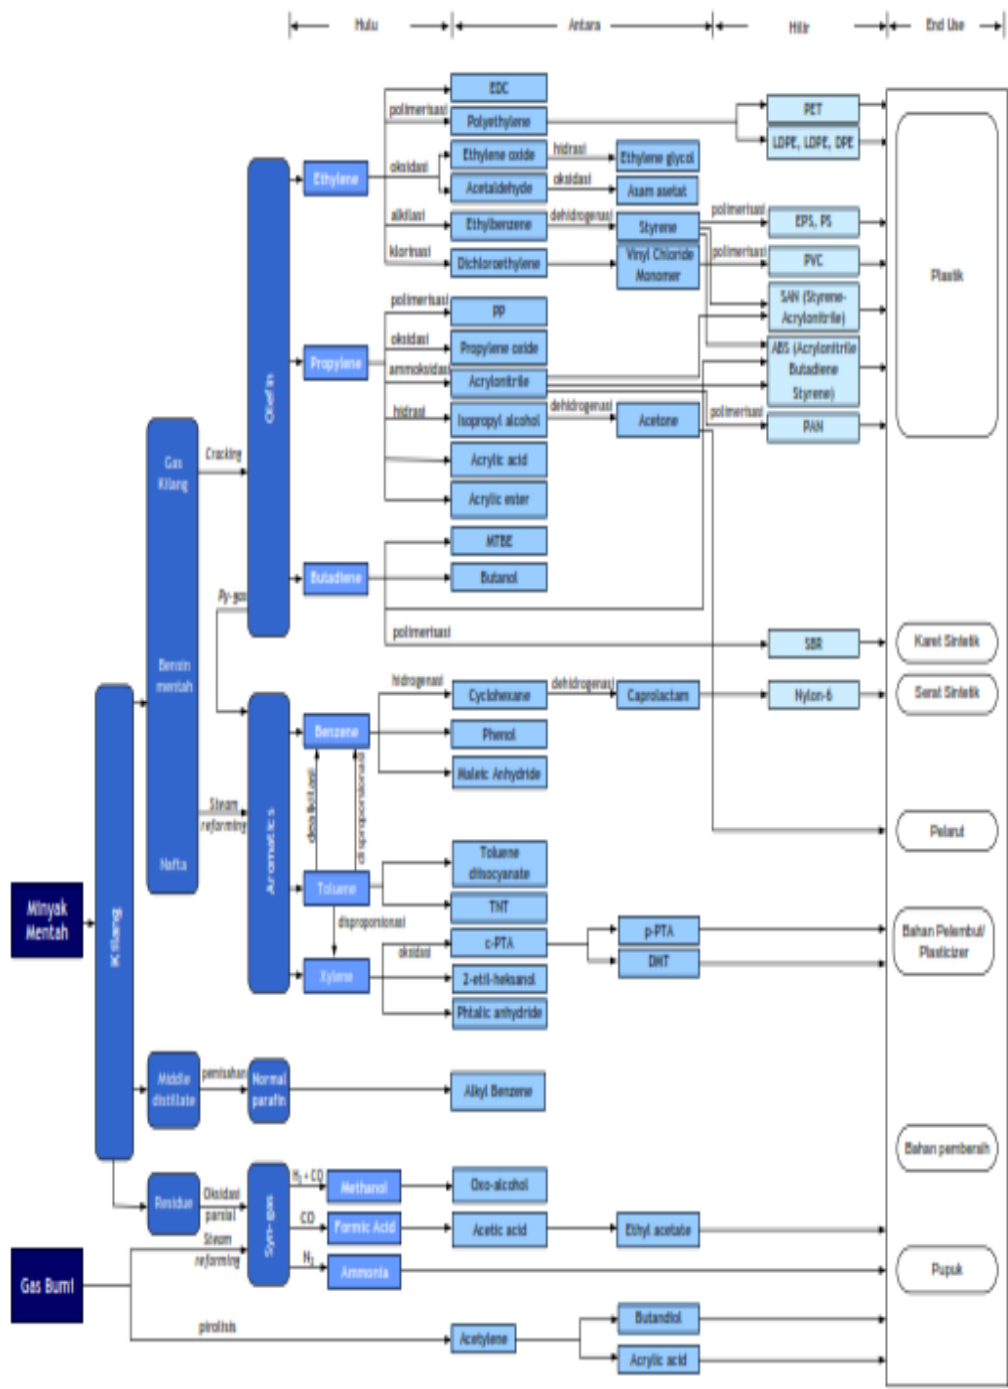 Hulu
Antara
Hilir
End Use
EDC
polimerisasi
Polyethylene
PET
LDPE, LDPE, DPE
Ethylene
oksidasi
Ethylene oxide
hidrasi
Ethylene glycol
Acetaldehyde
oksidasi
Asam asetat
alkilasi
Ethylbenzene
dehidrogenasi
Styrene
polimerisasi
EPS, PS
klorinasi
Dichloroethylene
Vinyl Chloride
Monomer
polimerisasi
PVC
Plastik
SAN (Styrene-
Acrylonitrile)
polimerisasi
PP
oksidasi
Propylene oxide
ABS (Acrylonitrile
Butadiene
Styrene)
Propylene
ammoksidasi
Acrylonitrile
hidrasi
Isopropyl alcohol
dehidrogenasi
Acetone
polimerisasi
PAN
Acrylic acid
Acrylic ester
Olefin
Gas
Kilang
Cracking
MTBE
Butadiene
Butanol
Py-gas
polimerisasi
SBR
Karet Sintetik
Bensin
mentah
hidrogenasi
Cyclohexane
dehidrogenasi
Caprolactam
Nylon-6
Serat Sintetik
Benzene
Phenol
Maleic Anhydride
dealkilasi
disproporsionasi
Steam
reforming
Aromatics
Pelarut
Nafta
Toluene
Toluene
diisocyanate
TNT
disproporsionasi
Minyak
Mentah
Kilang
oksidasi
c-PTA
p-PTA
DMT
Bahan Pelembut/
Plasticizer
Xylene
2-etil-heksanol
Phtalic anhydride
Middle
distillate
pemisahan
Normal
parafin
Alkyl Benzene
Bahan pembersih
Residue
Oksidasi
parsial
Syn-gas
H2 + CO
Methanol
Oxo-alcohol
CO
Formic Acid
Acetic acid
Ethyl acetate
Steam
reforming
N2
Ammonia
Pupuk
Gas Bumi
pirolisis
Acetylene
Butandiol
Acrylic acid